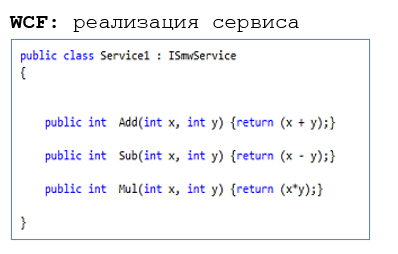 WCF: реализация сервиса
public class Service1 : ISmwService
{
public int  Add(int x, int y) {return (x + y);}
public int  Sub(int x, int y) {return (x - y);}
public int  Mul(int x, int y) {return (x*y);}
}